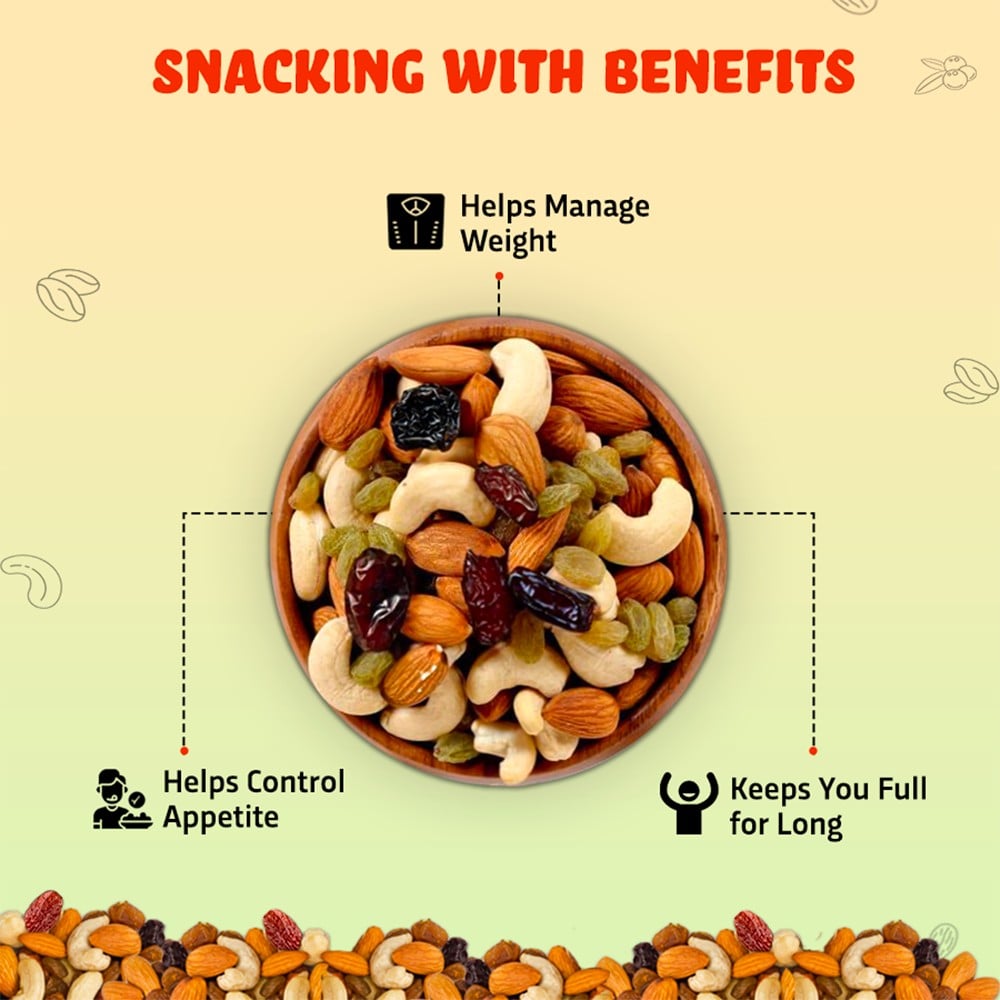 SNACKING WITH BENEFITS
Helps Manage
Weight
Helps Control
Appetite
Keeps You Full
for Long